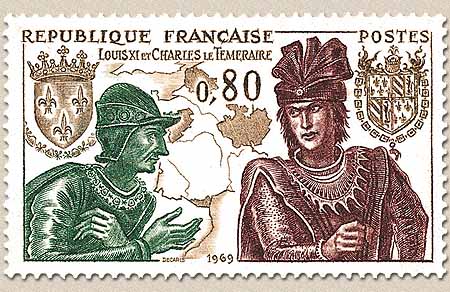 REPUBLIQUE FRANÇAISE POSTES
LOUIS XI ET CHARLES LE TEMERAIRE
0,80
DECARIS 1969